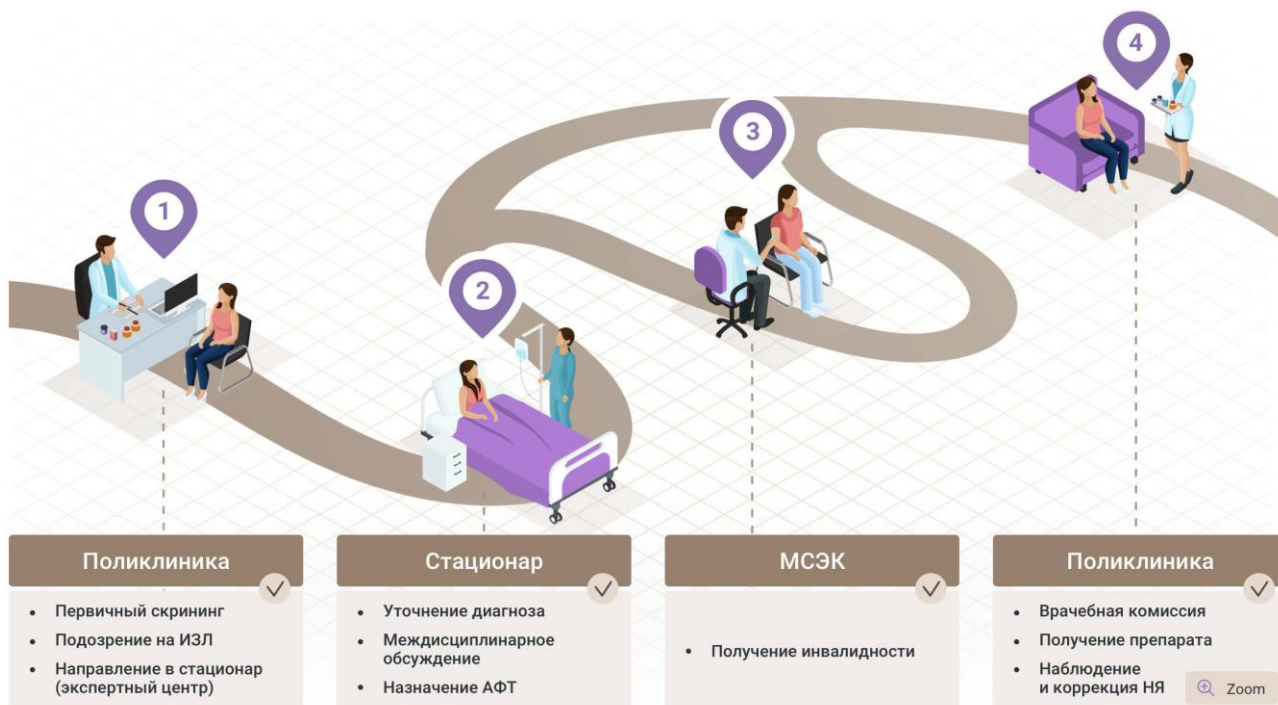 1
2
3
4
Поликлиника
• Первичный скрининг
• Подозрение на ИЗЛ
• Направление в стационар
(экспертный центр)
Стационар
• Уточнение диагноза
• Междисциплинарное
обсуждение
• Назначение АФТ
МСЭК
• Получение инвалидности
Поликлиника
• Врачебная комиссия
• Получение препарата
• Наблюдение
и коррекция НЯ
Zoom